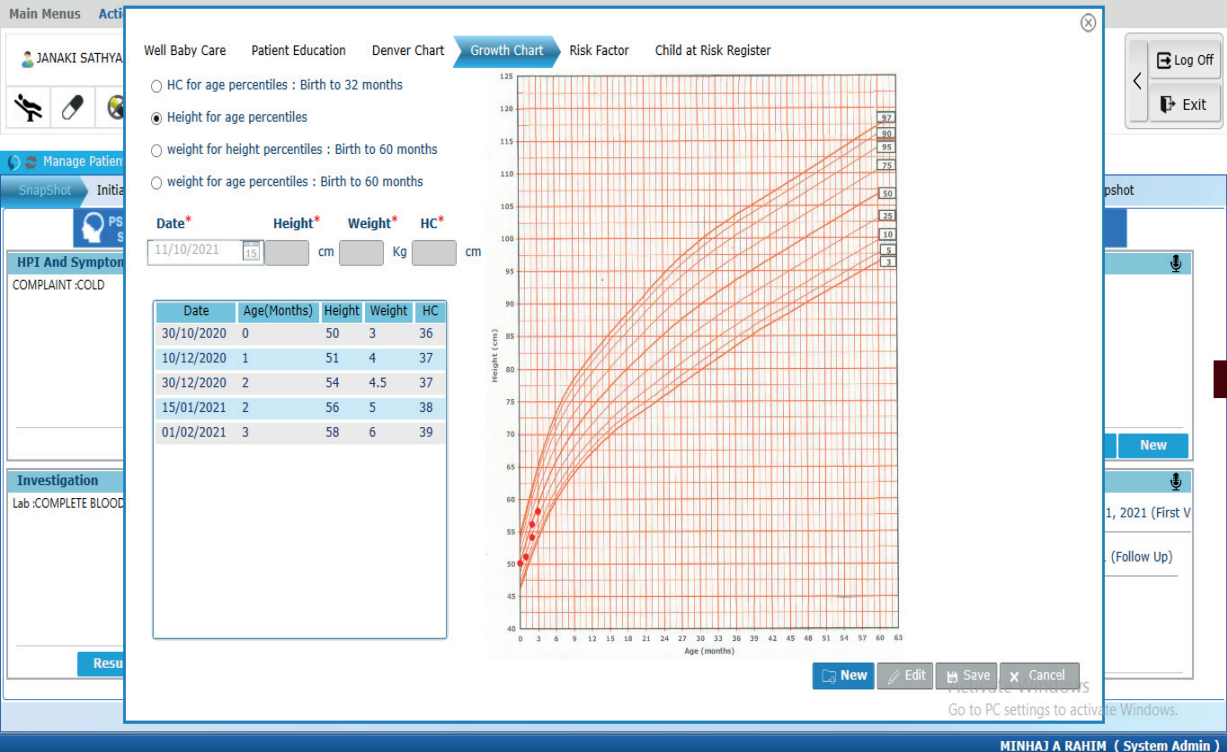 Main Menus Acti
JANAKI SATHYA
Log Off
Exit
Manage Patien
SnapShot Initia
pshot
PS
S
HPI And Sympton
COMPLAINT :COLD
New
Investigation
Lab :COMPLETE BLOOD
1, 2021 (First V
(Follow Up)
Resu
Well Baby Care Patient Education Denver Chart Growth Chart Risk Factor Child at Risk Register
HC for age percentiles : Birth to 32 months
Height for age percentiles
weight for height percentiles : Birth to 60 months
weight for age percentiles : Birth to 60 months
Date* Height* Weight* HC*
11/10/2021 15 cm Kg cm
Date Age(Months) Height Weight HC
30/10/2020 0 50 3 36
10/12/2020 1 51 4 37
30/12/2020 2 54 4.5 37
15/01/2021 2 56 5 38
01/02/2021 3 58 6 39
125
120
115
110
105
100
95
90
85
80
75
70
65
60
55
50
45
40
Height (cm)
97
90
95
75
50
25
10
5
3
0 3 6 9 12 15 18 21 24 27 30 33 36 39 42 45 48 51 54 57 60 63
Age (months)
New Edit Save x Cancel
Activate Windows
Go to PC settings to activate Windows.
MINHAJ A RAHIM ( System Admin )